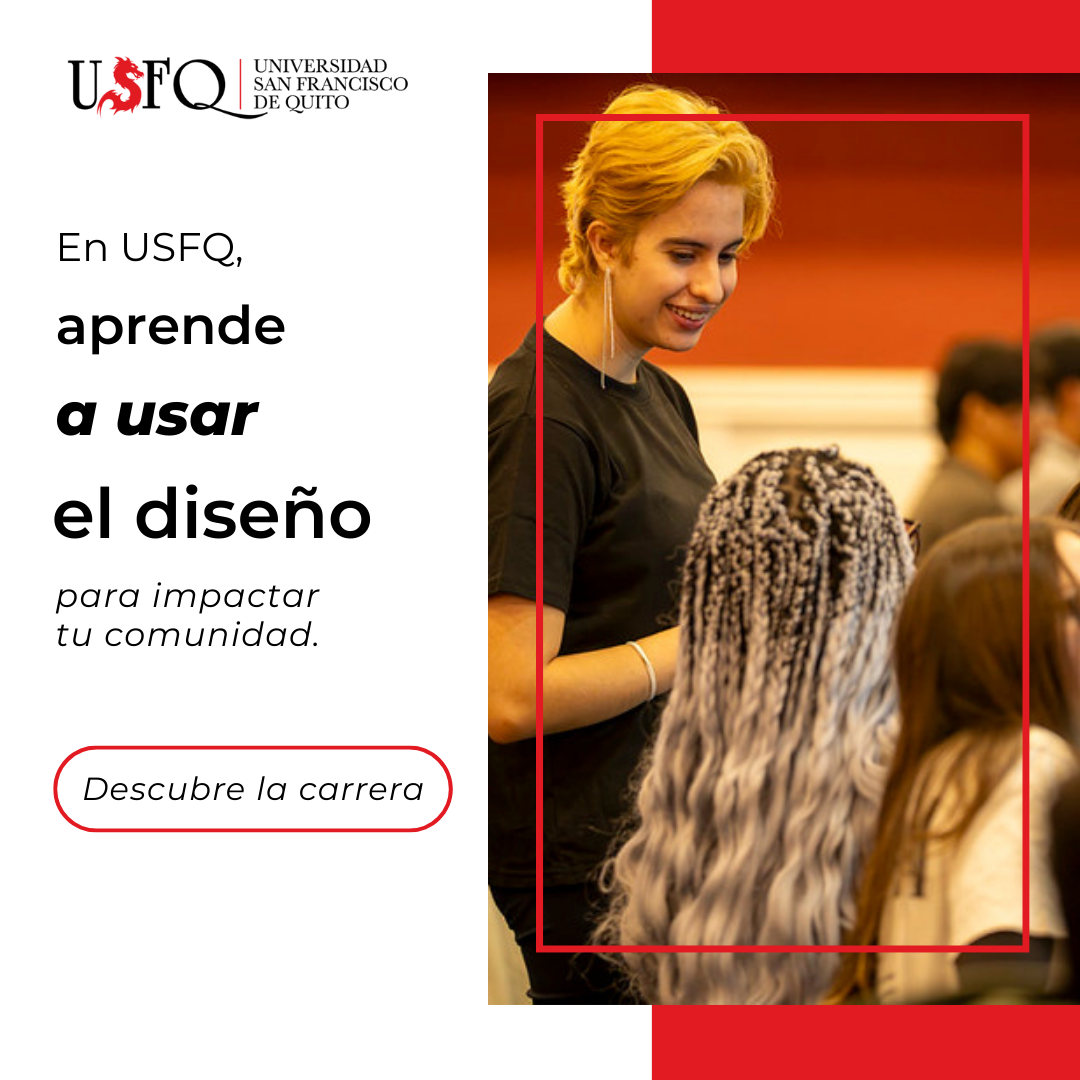 USFQ
UNIVERSIDAD
SAN FRANCISCO
DE QUITO
En USFQ,
aprende
a usar
el diseño
para impactar
tu comunidad.
Descubre la carrera